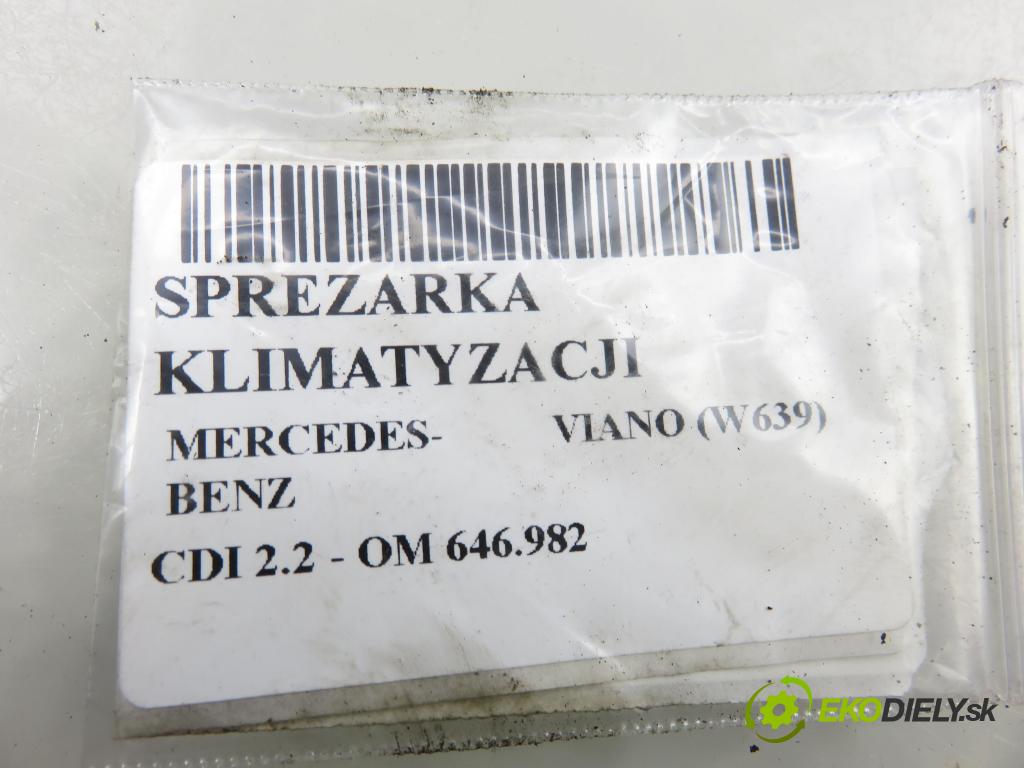 SPREZARKA
KLIMATYZACJI
MERCEDES- VIANO (W639)
BENZ
CDI 2.2 - OM 646.982
EKODIELY.sk